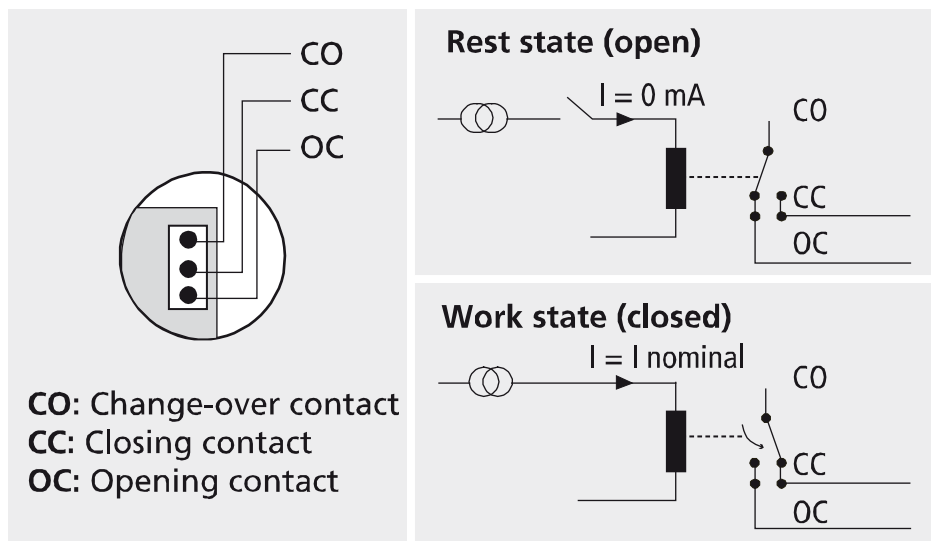 CO
CC
OC
CO: Change-over contact
CC: Closing contact
OC: Opening contact
Rest state (open)
I = 0 mA
CO
CC
OC
Work state (closed)
I = I nominal
CO
CC
OC